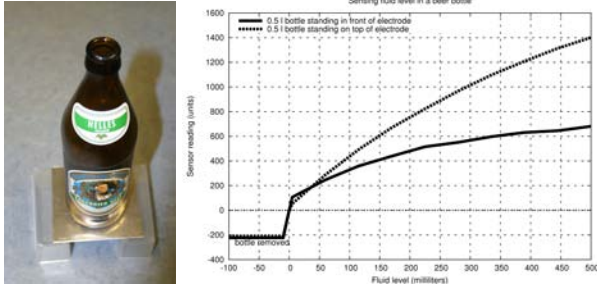 HELLES
Sensing fluid level in a beer bottle
0.5 l bottle standing in front of electrode
0.5 l bottle standing on top of electrode
1600
1400
1200
1000
800
600
400
200
0
-200
-400
Sensor reading (units)
bottle removed
-100 -50 0 50 100 150 200 250 300 350 400 450 500
Fluid level (milliliters)